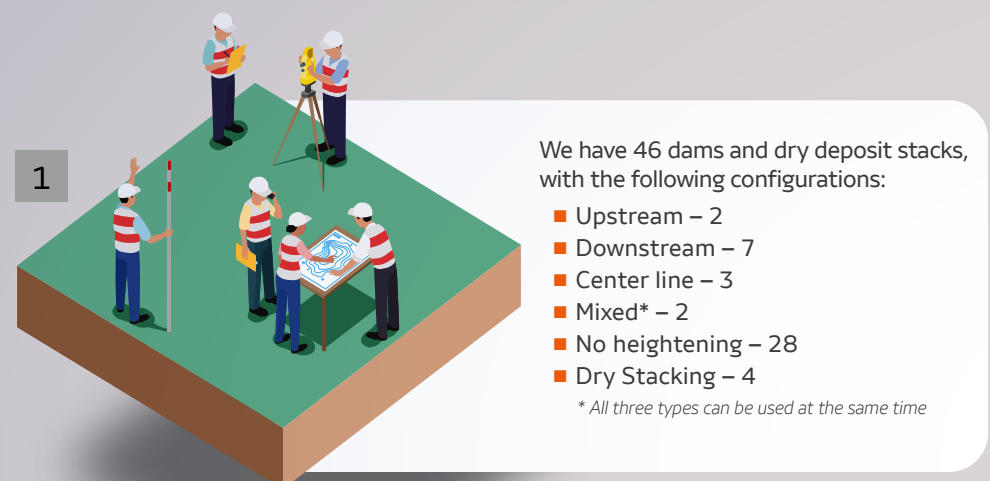 1
We have 46 dams and dry deposit stacks,
with the following configurations:
■ Upstream – 2
■ Downstream – 7
■ Center line – 3
■ Mixed* – 2
■ No heightening – 28
■ Dry Stacking – 4
* All three types can be used at the same time